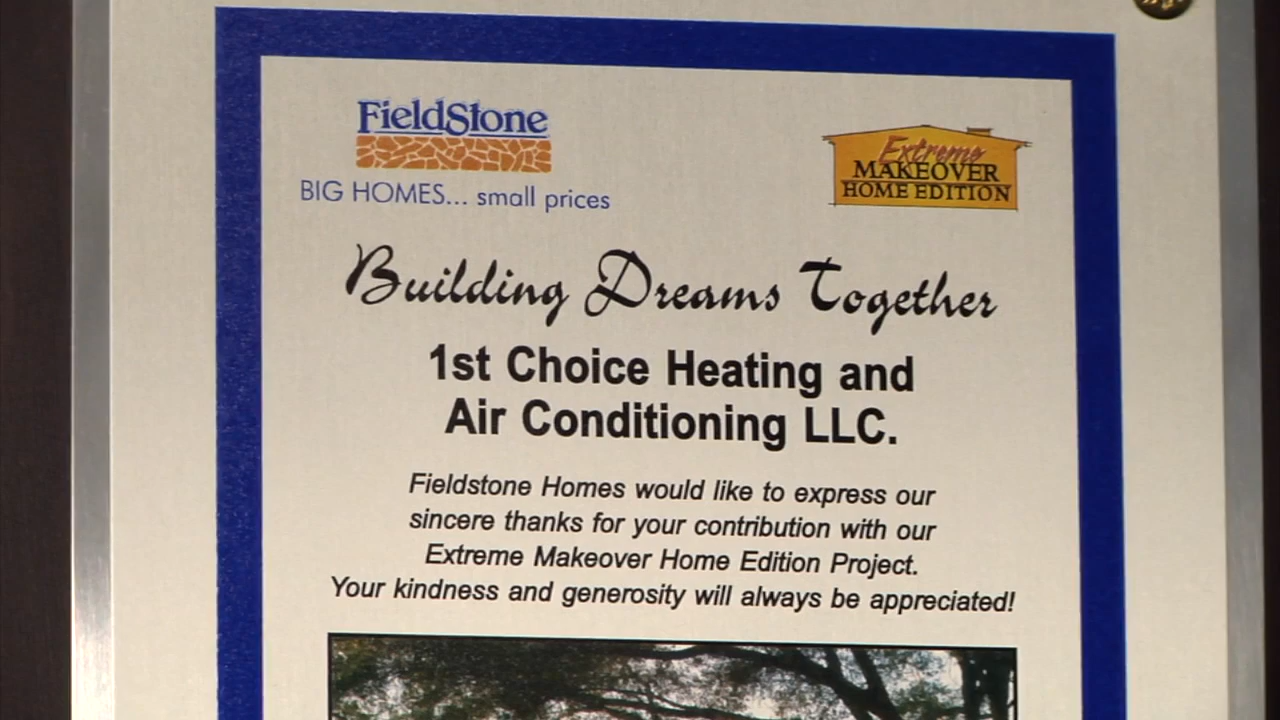 FieldStone
BIG HOMES... small prices
Extreme
MAKEOVER
HOME EDITION
Building Dreams Together
1st Choice Heating and
Air Conditioning LLC.
Fieldstone Homes would like to express our
sincere thanks for your contribution with our
Extreme Makeover Home Edition Project.
Your kindness and generosity will always be appreciated!